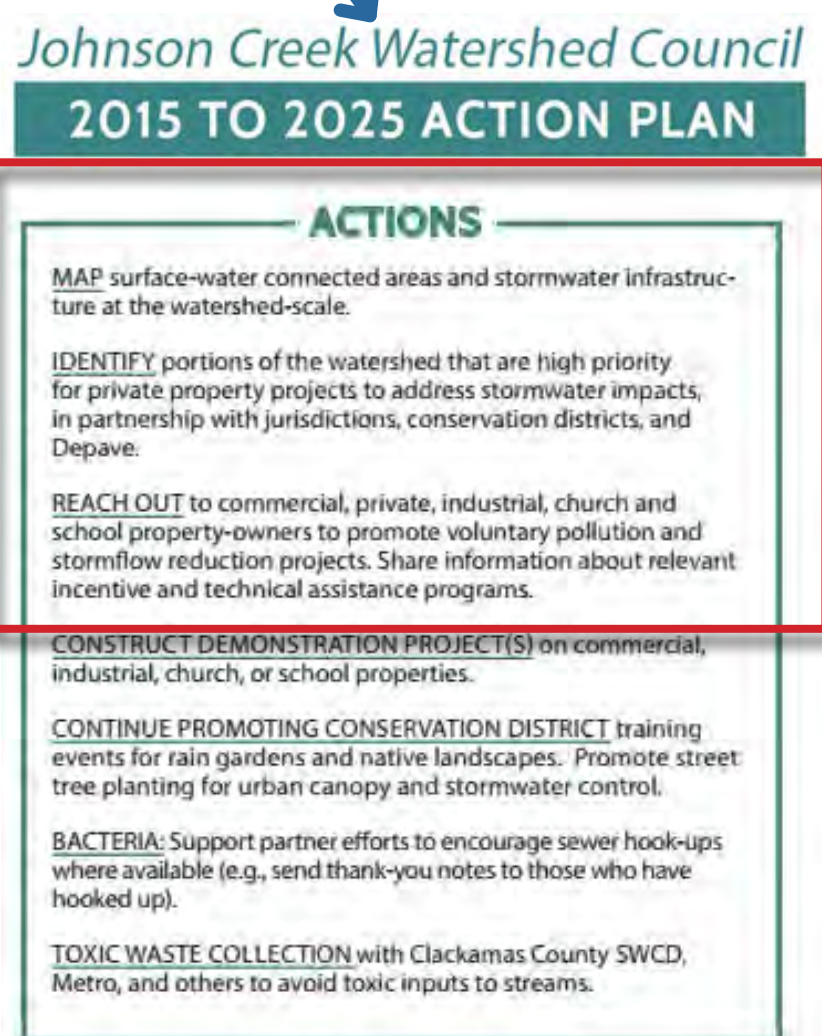 Johnson Creek Watershed Council
2015 TO 2025 ACTION PLAN
ACTIONS
MAP surface-water connected areas and stormwater infrastruc-
ture at the watershed-scale.
IDENTIFY portions of the watershed that are high priority
for private property projects to address stormwater impacts,
in partnership with jurisdictions, conservation districts, and
Depave.
REACH OUT to commercial, private, industrial, church and
school property-owners to promote voluntary pollution and
stormflow reduction projects. Share information about relevant
incentive and technical assistance programs.
CONSTRUCT DEMONSTRATION PROJECT(S) on commercial,
industrial, church, or school properties.
CONTINUE PROMOTING CONSERVATION DISTRICT training
events for rain gardens and native landscapes. Promote street
tree planting for urban canopy and stormwater control.
BACTERIA: Support partner efforts to encourage sewer hook-ups
where available (e.g., send thank-you notes to those who have
hooked up).
TOXIC WASTE COLLECTION with Clackamas County SWCD,
Metro, and others to avoid toxic inputs to streams.